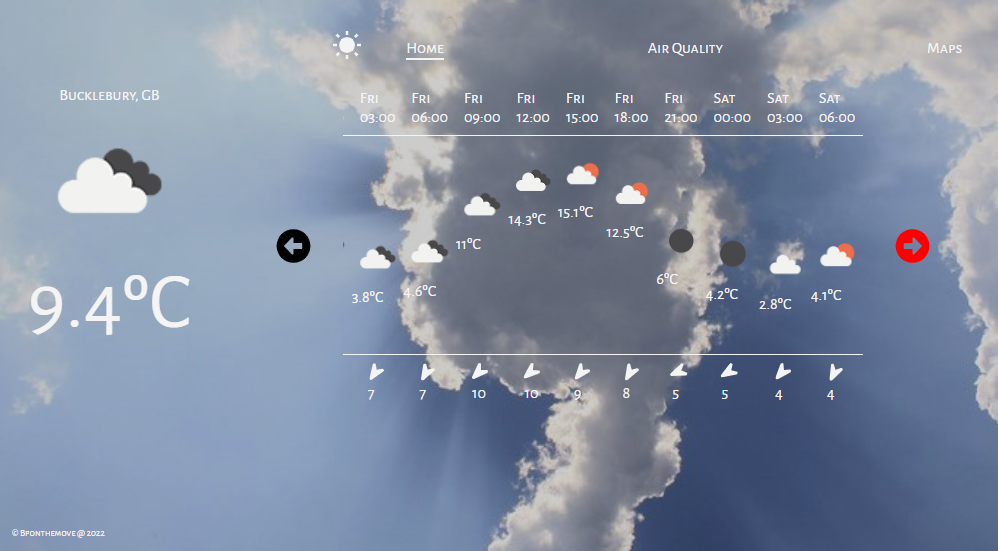 Home
Air Quality
Maps
Bucklebury, GB
9.4°C
Fri Fri Fri Fri Fri Fri Fri Sat Sat Sat
03:00 06:00 09:00 12:00 15:00 18:00 21:00 00:00 03:00 06:00
3.8°C 4.6°C 11°C 14.3°C 15.1°C 12.5°C 6°C 4.2°C 2.8°C 4.1°C
7 7 10 10 9 8 5 5 4 4
© Bponthemove @ 2022